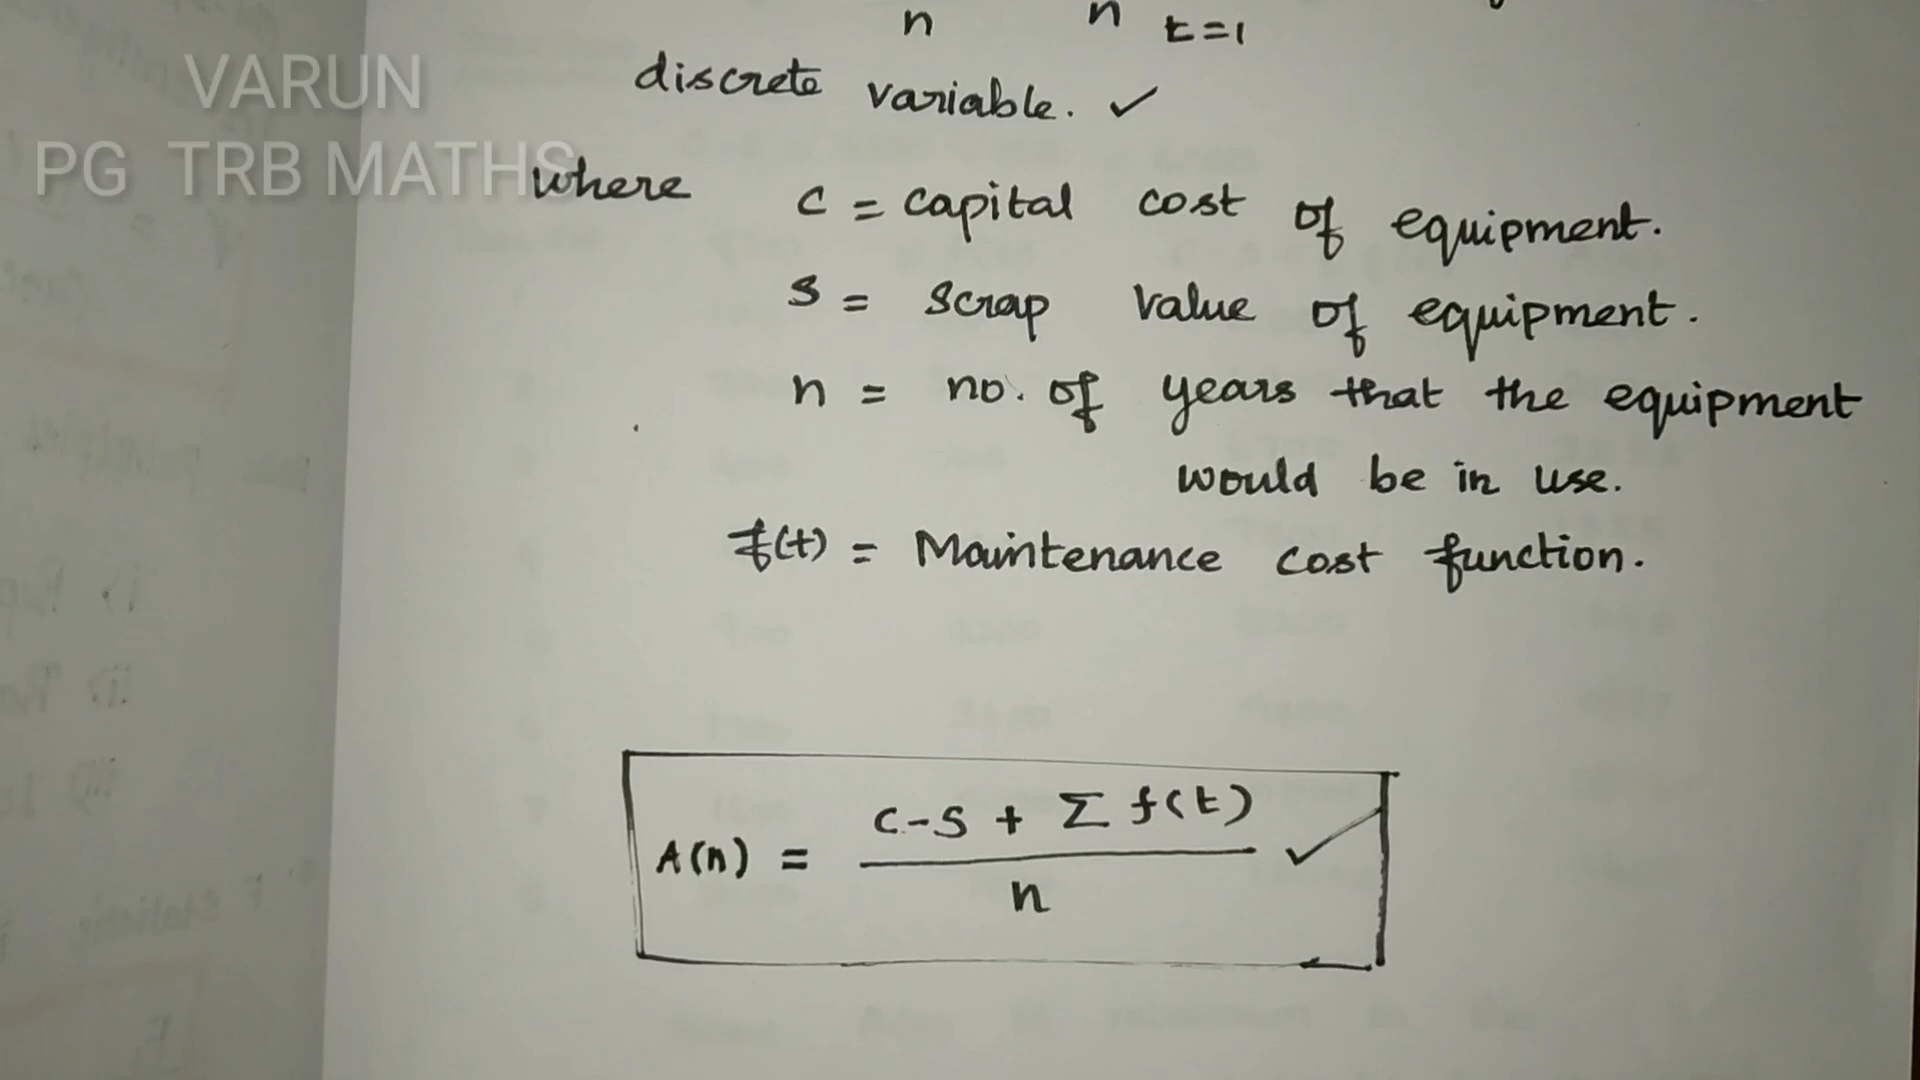 n n t=1
discrete variable. ✓
VARUN
PG TRB MATHS
where c = capital cost of equipment.
s = scrap value of equipment.
n = no. of years that the equipment
would be in use.
f(t) = Maintenance cost function.
A(n) = C-S + Σ f(t) ✓
n